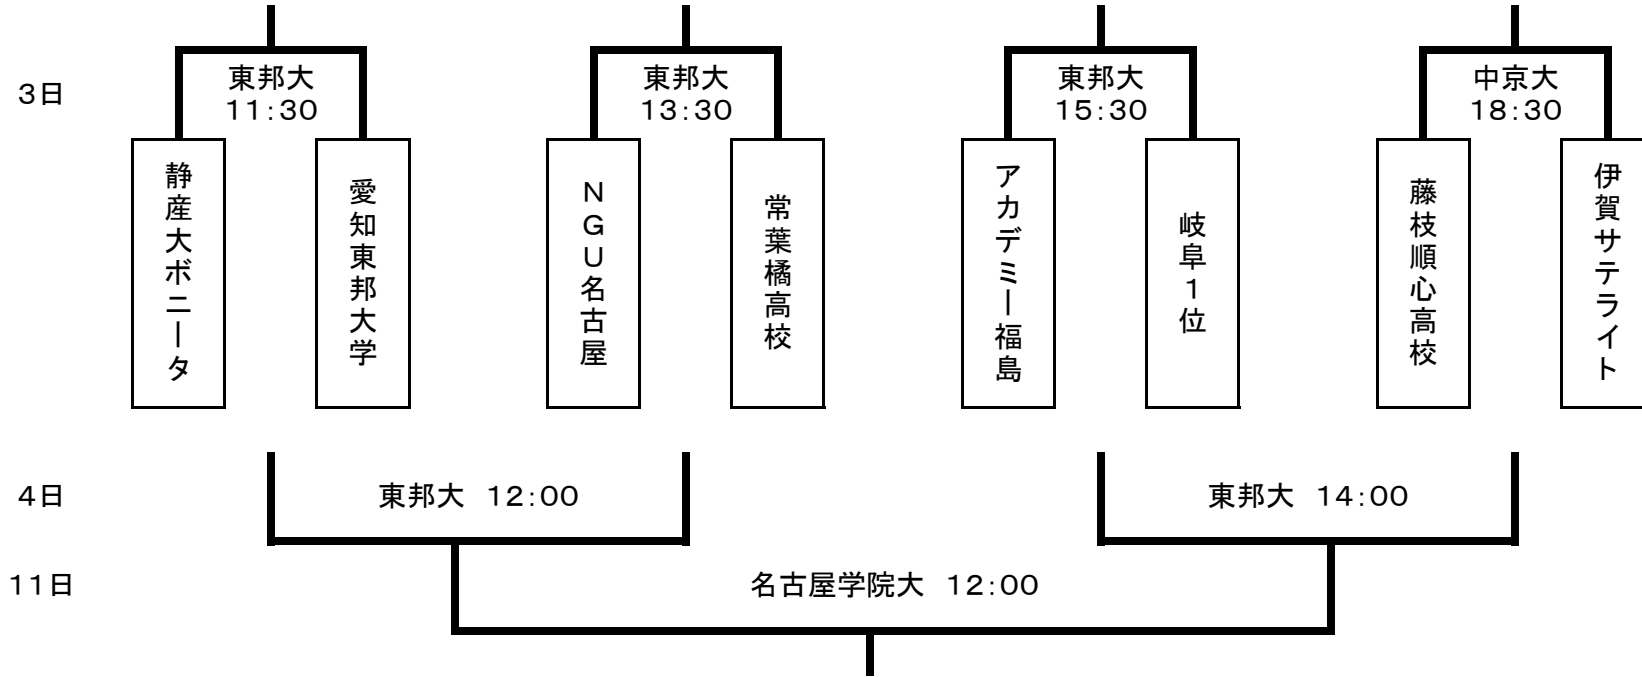 3日
東邦大
11:30
東邦大
13:30
東邦大
15:30
中京大
18:30
静産大ボニータ
愛知東邦大学
NGU名古屋
常葉橘高校
アカデミー福島
岐阜1位
藤枝順心高校
伊賀サテライト
4日
東邦大 12:00
東邦大 14:00
11日
名古屋学院大 12:00